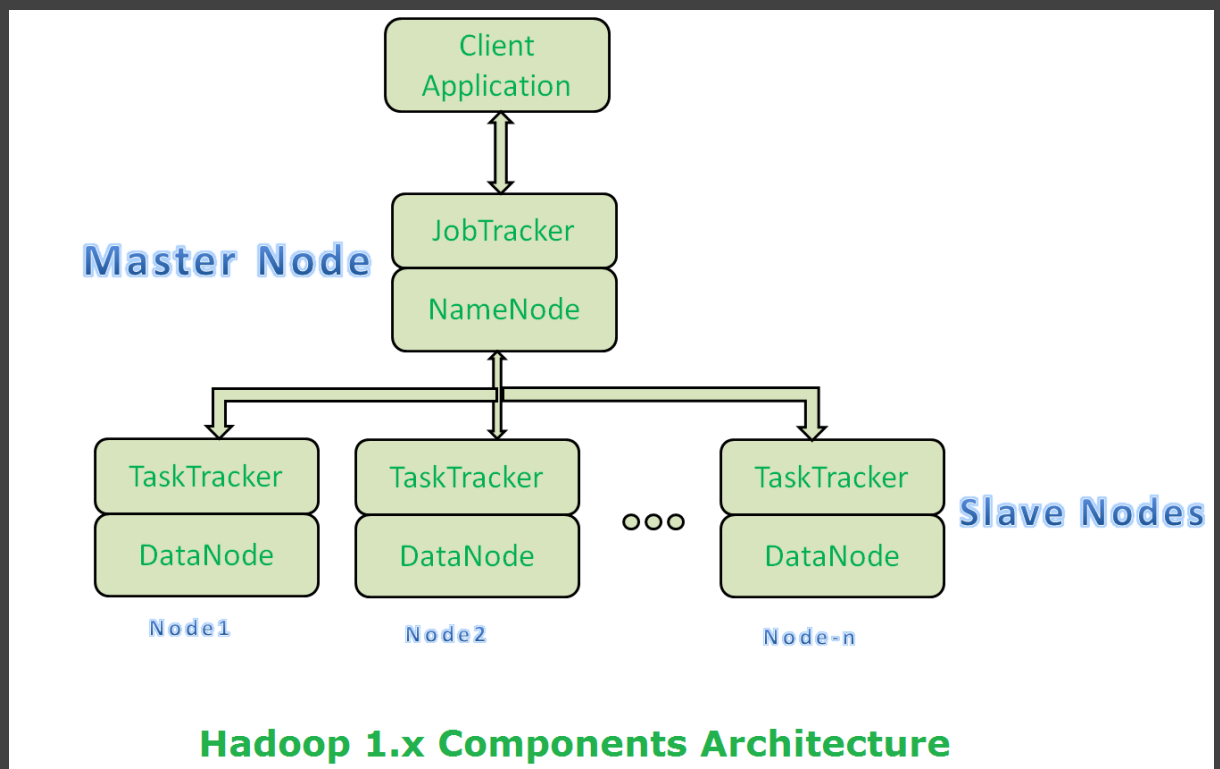 Client
Application
JobTracker
Master Node
NameNode
TaskTracker
TaskTracker
TaskTracker
Slave Nodes
DataNode
DataNode
DataNode
Node1
Node2
Node-n
Hadoop 1.x Components Architecture